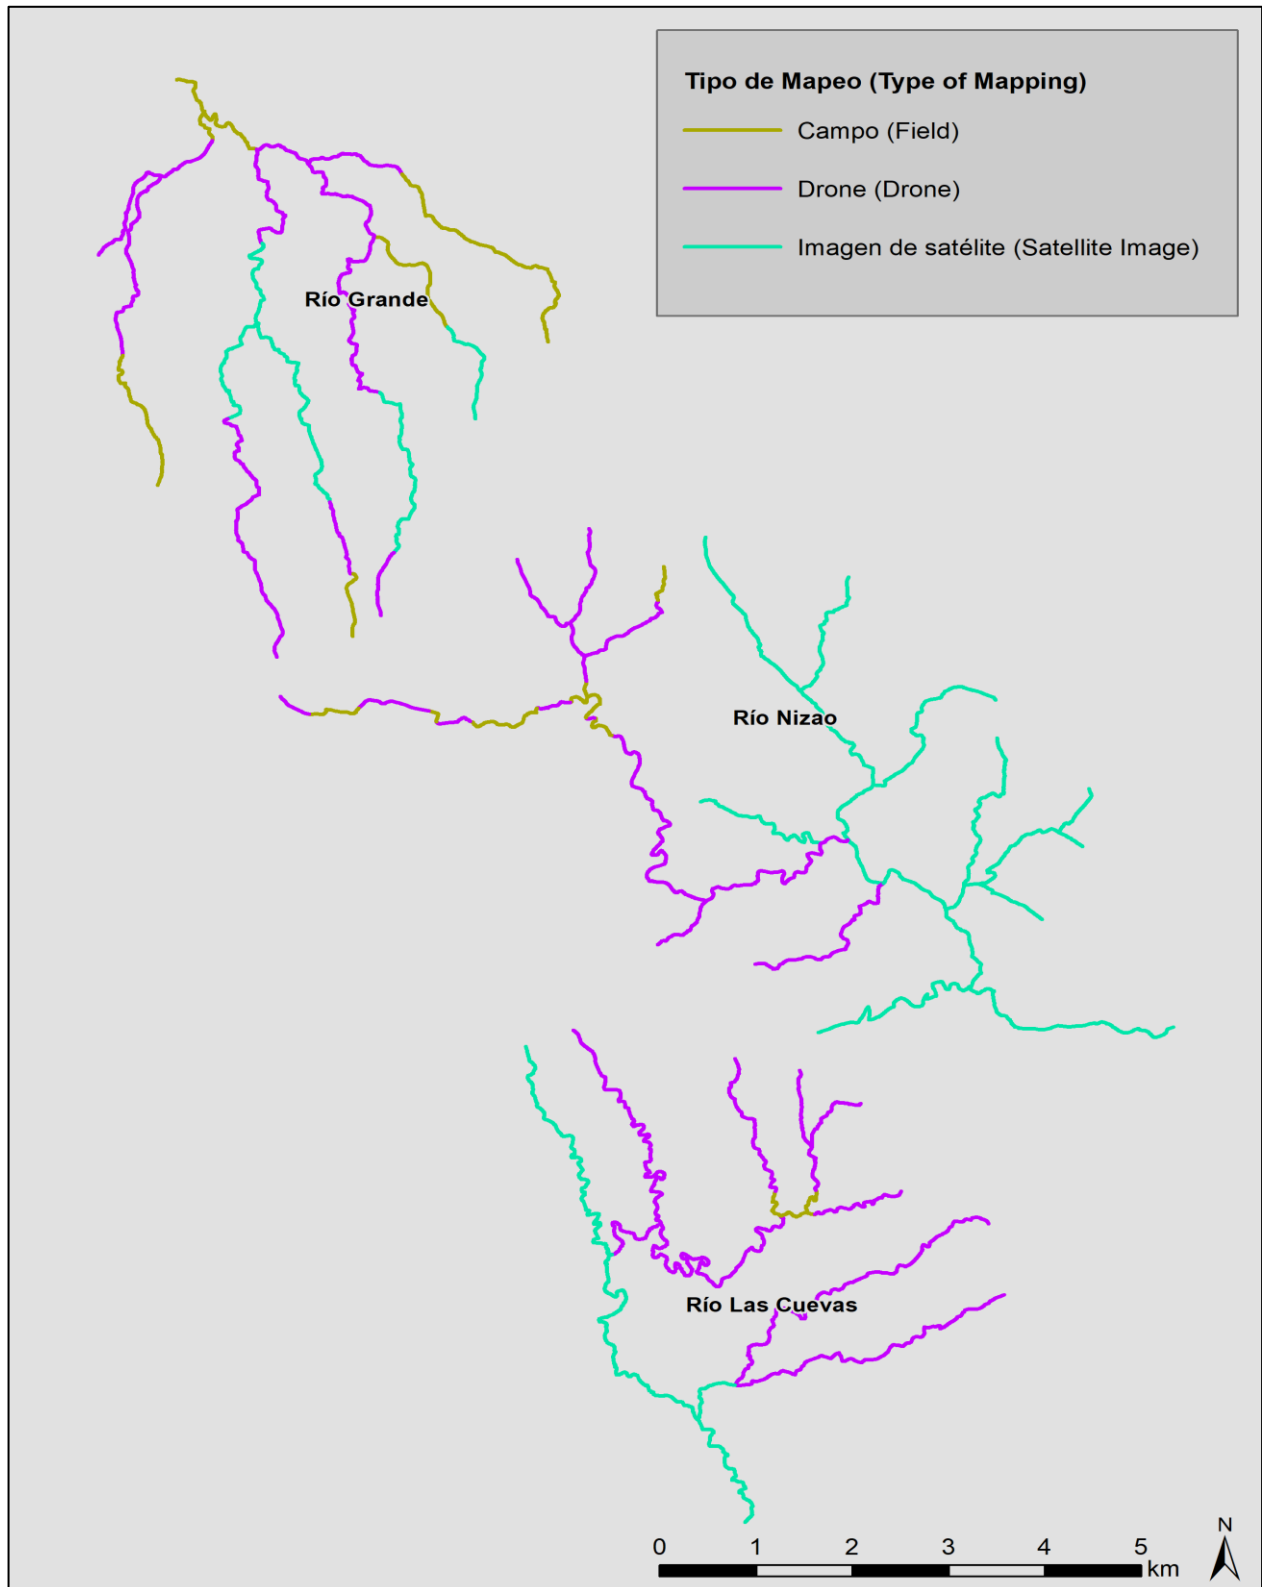 Tipo de Mapeo (Type of Mapping)
Campo (Field)
Drone (Drone)
Imagen de satélite (Satellite Image)
Río Grande
Río Nizao
Río Las Cuevas
N
0 1 2 3 4 5
km